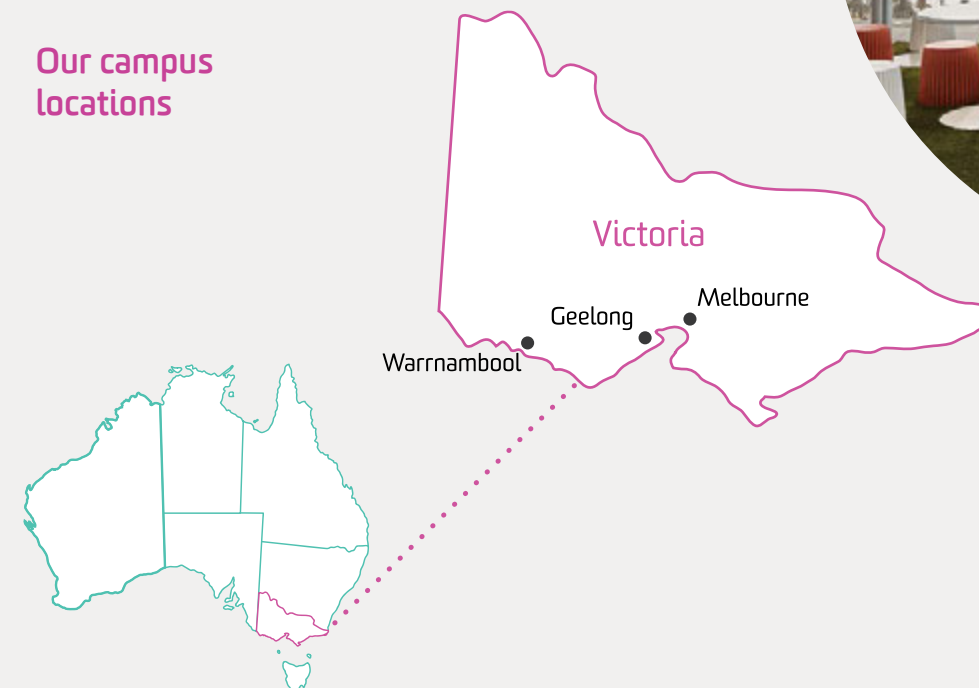 Our campus
locations
Victoria
Melbourne
Geelong
Warrnambool